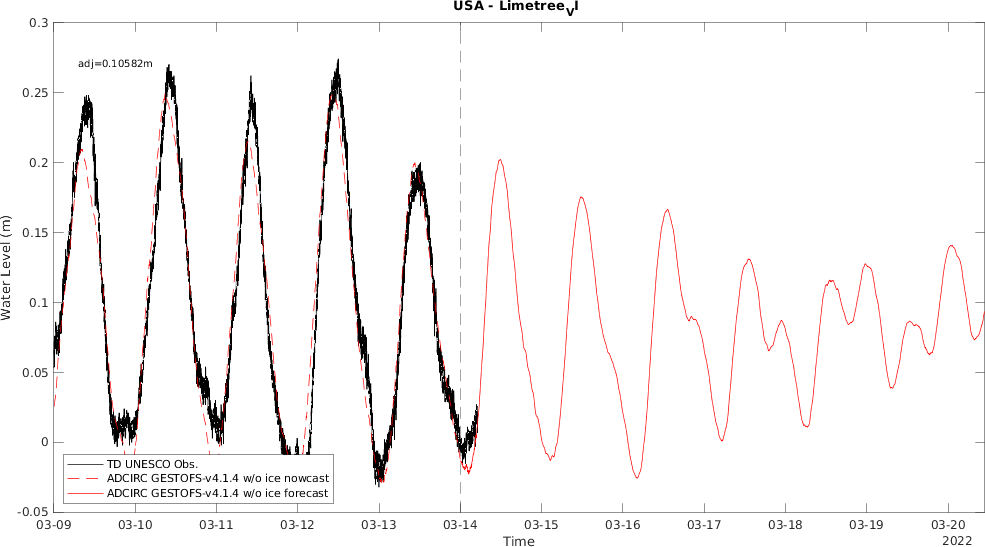 USA - Limetree_VI
adj=0.10582m
0.3
0.25
0.2
0.15
0.1
0.05
0
-0.05
Water Level (m)
TD UNESCO Obs.
ADCIRC GESTOFS-v4.1.4 w/o ice nowcast
ADCIRC GESTOFS-v4.1.4 w/o ice forecast
03-09 03-10 03-11 03-12 03-13 03-14 03-15 03-16 03-17 03-18 03-19 03-20
Time
2022